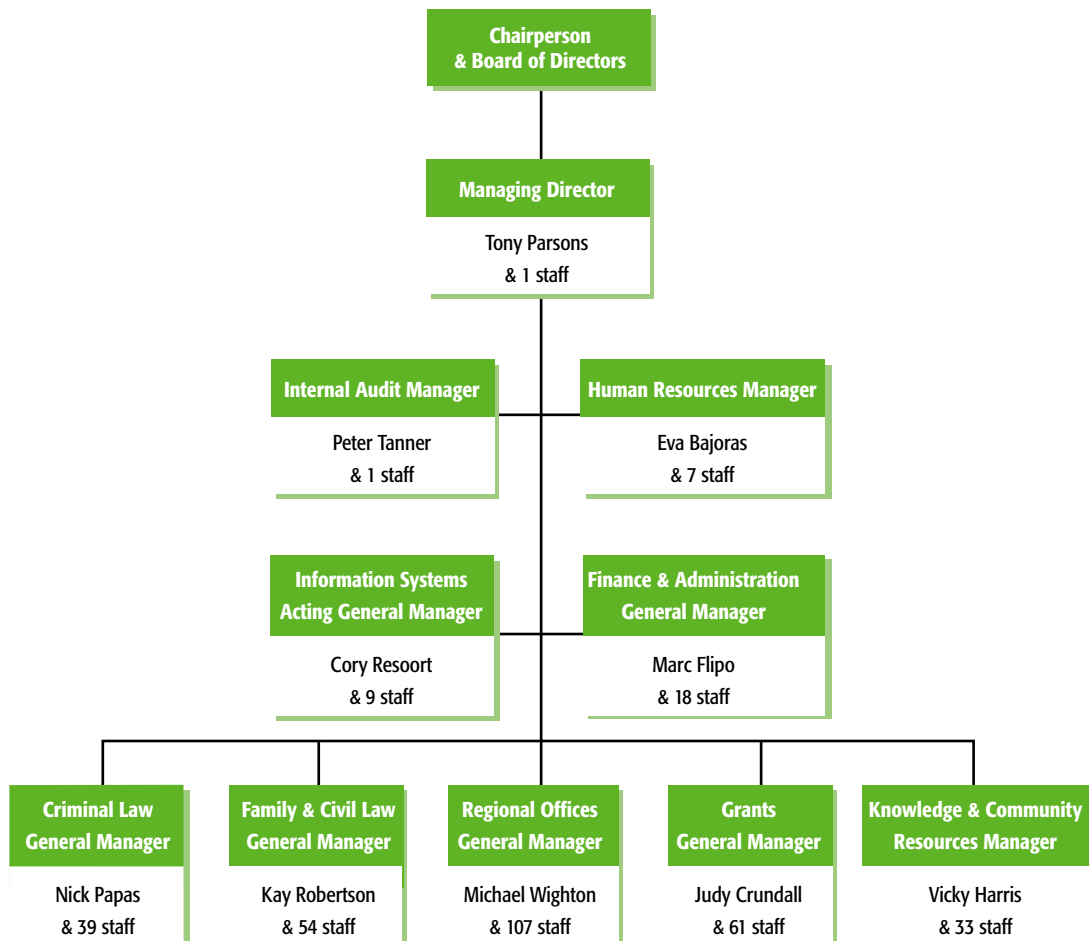 Chairperson
& Board of Directors
Managing Director
Tony Parsons
& 1 staff
Internal Audit Manager
Peter Tanner
& 1 staff
Human Resources Manager
Eva Bajoras
& 7 staff
Information Systems
Acting General Manager
Cory Resoort
& 9 staff
Finance & Administration
General Manager
Marc Flipo
& 18 staff
Criminal Law
General Manager
Nick Papas
& 39 staff
Family & Civil Law
General Manager
Kay Robertson
& 54 staff
Regional Offices
General Manager
Michael Wighton
& 107 staff
Grants
General Manager
Judy Crundall
& 61 staff
Knowledge & Community
Resources Manager
Vicky Harris
& 33 staff